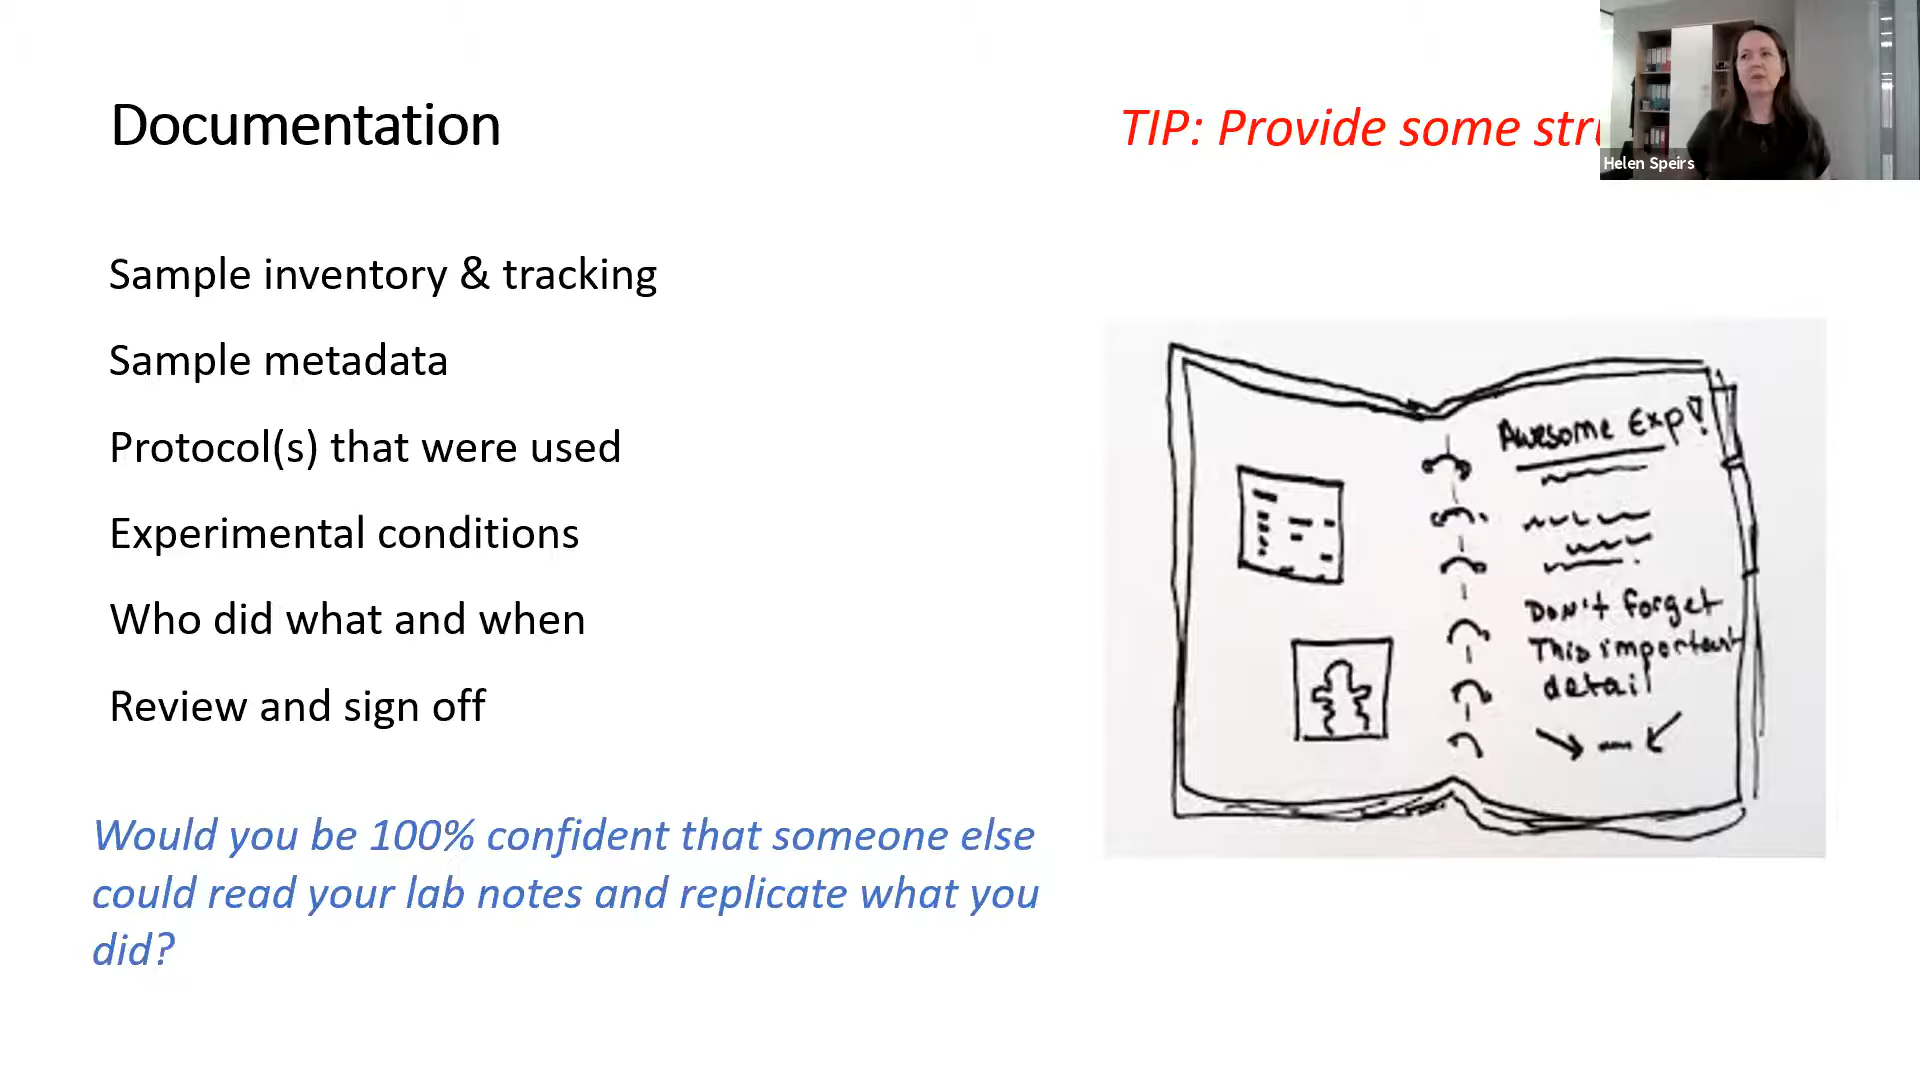 Documentation
TIP: Provide some
Helen Speirs
Sample inventory & tracking
Sample metadata
Protocol(s) that were used
Experimental conditions
Who did what and when
Review and sign off
Would you be 100% confident that someone else
could read your lab notes and replicate what you
did?
Awesome Exp!
Don't forget
This important
detail